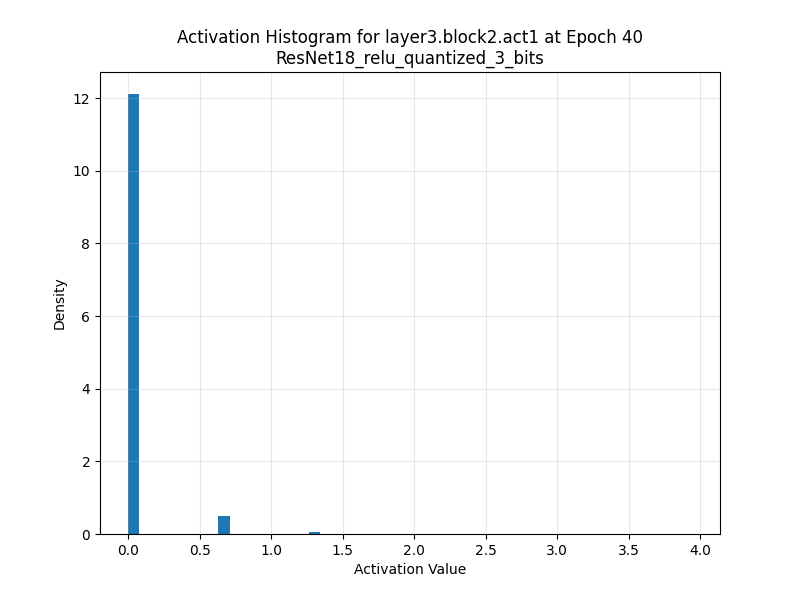 Activation Histogram for layer3.block2.act1 at Epoch 40
ResNet18_relu_quantized_3_bits
12
10
8
6
4
2
0
Density
0.0 0.5 1.0 1.5 2.0 2.5 3.0 3.5 4.0
Activation Value